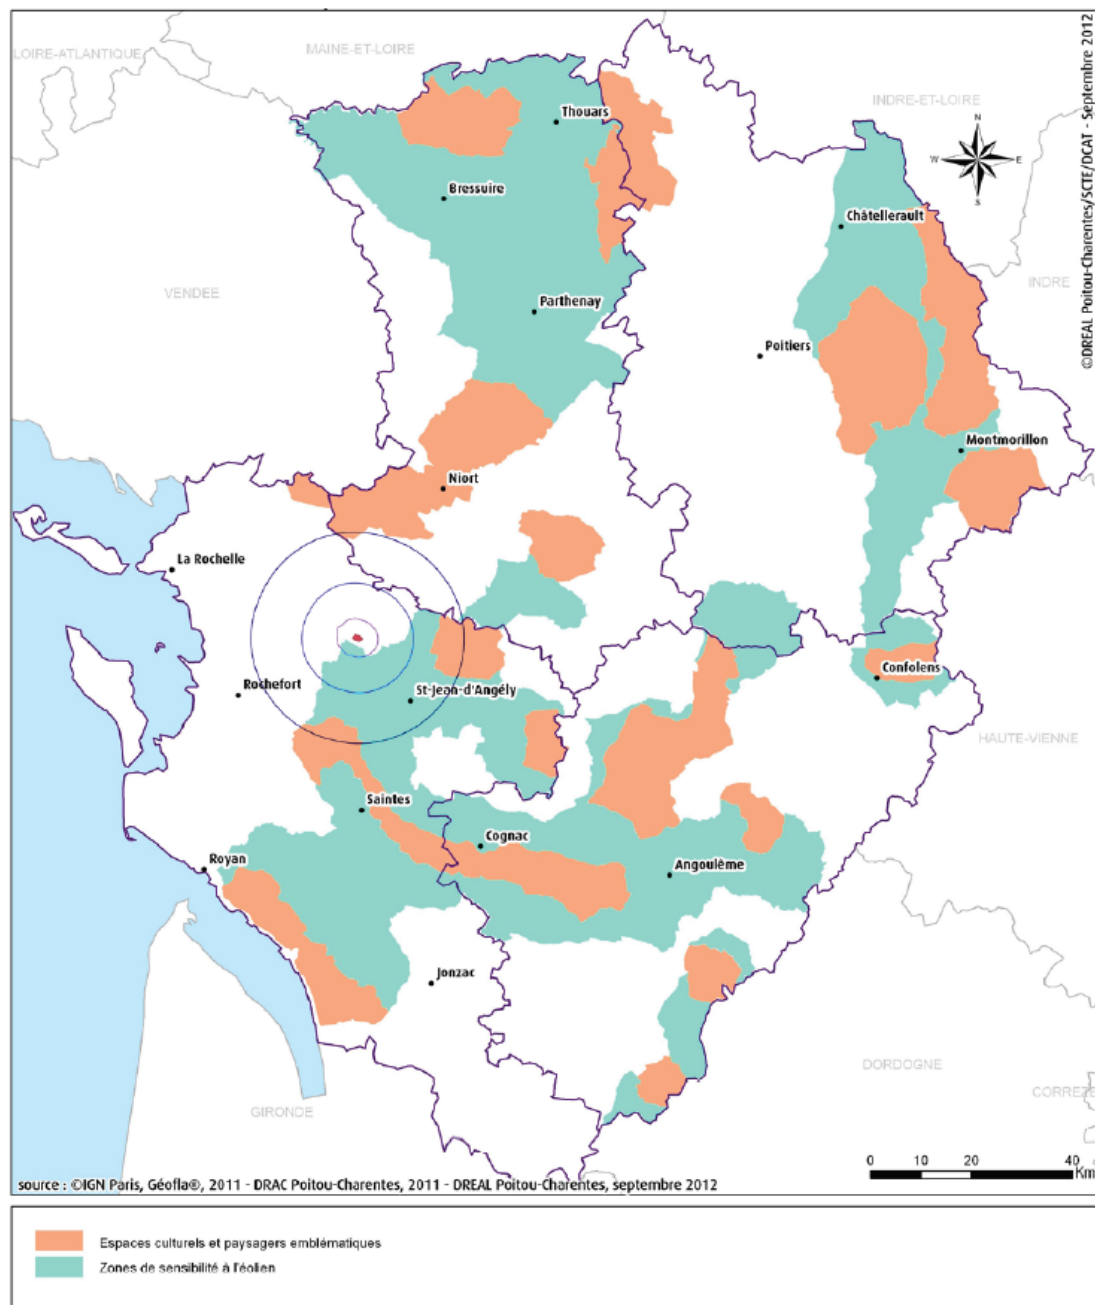 LOIRE-ATLANTIQUE
MAINE-ET-LOIRE
©DREAL Poitou-Charentes/SCTE/DCAT - Septembre 2012
INDRE-ET-LOIRE
Thouars
N
W
E
S
Bressuire
Châtellerault
VENDEE
INDRE
Parthenay
Poitiers
Montmorillon
Niort
La Rochelle
Confolens
Rochefort
St-Jean-d'Angély
HAUTE-VIENNE
Saintes
Cognac
Royan
Angoulême
Jonzac
DORDOGNE
CORREZE
GIRONDE
0 10 20 40
Km
source : ©IGN Paris, Géofla®, 2011 - DRAC Poitou-Charentes, 2011 - DREAL Poitou-Charentes, septembre 2012
Espaces culturels et paysagers emblématiques
Zones de sensibilité à l'éolien